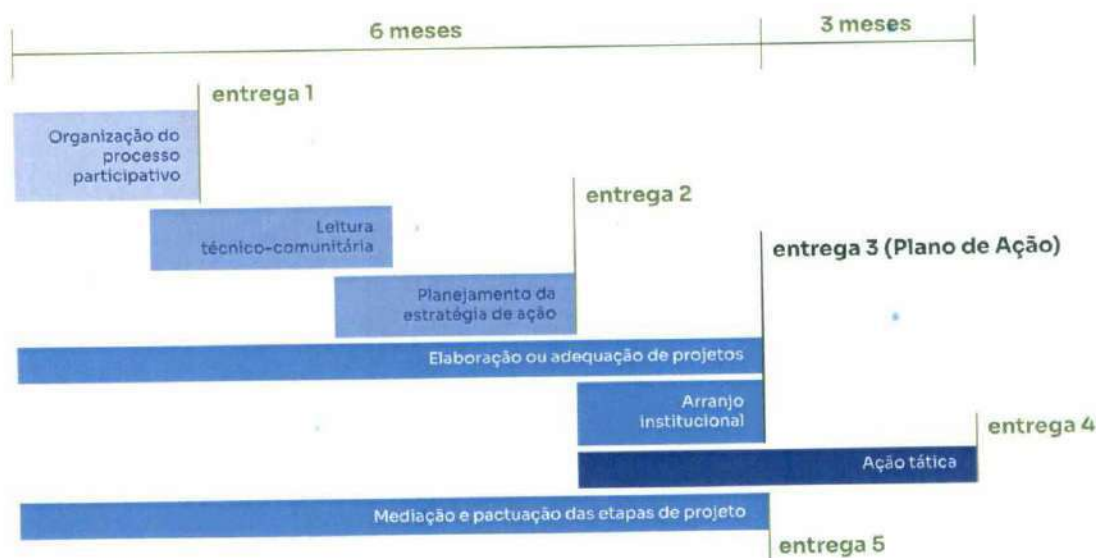 6 meses
3 meses
entrega 1
Organização do
processo
participativo
entrega 2
Leitura
técnico-comunitária
entrega 3 (Plano de Ação)
Planejamento da
estratégia de ação
Elaboração ou adequação de projetos
Arranjo
institucional
entrega 4
Ação tática
Mediação e pactuação das etapas de projeto
entrega 5